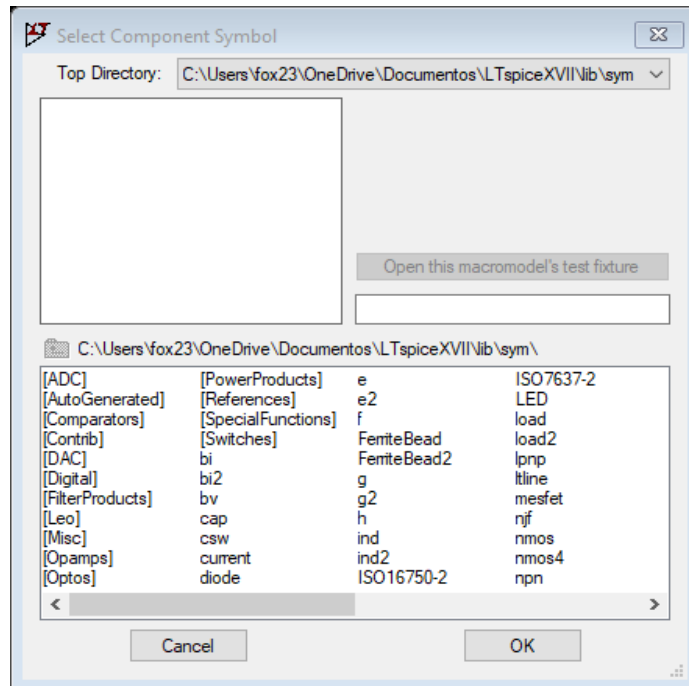 Select Component Symbol
Top Directory: C:\Users\fox23\OneDrive\Documentos\LTspiceXVII\lib\sym
Open this macromodel's test fixture
C:\Users\fox23\OneDrive\Documentos\LTspiceXVII\lib\sym\
[ADC] [PowerProducts] e ISO7637-2
[AutoGenerated] [References] e2 LED
[Comparators] [SpecialFunctions] f load
[Contrib] [Switches] FerriteBead load2
[DAC] bi FerriteBead2 lpnp
[Digital] bi2 g ltline
[FilterProducts] bv g2 mesfet
[Leo] cap h njf
[Misc] csw ind nmos
[Opamps] current ind2 nmos4
[Optos] diode ISO16750-2 npn
Cancel OK